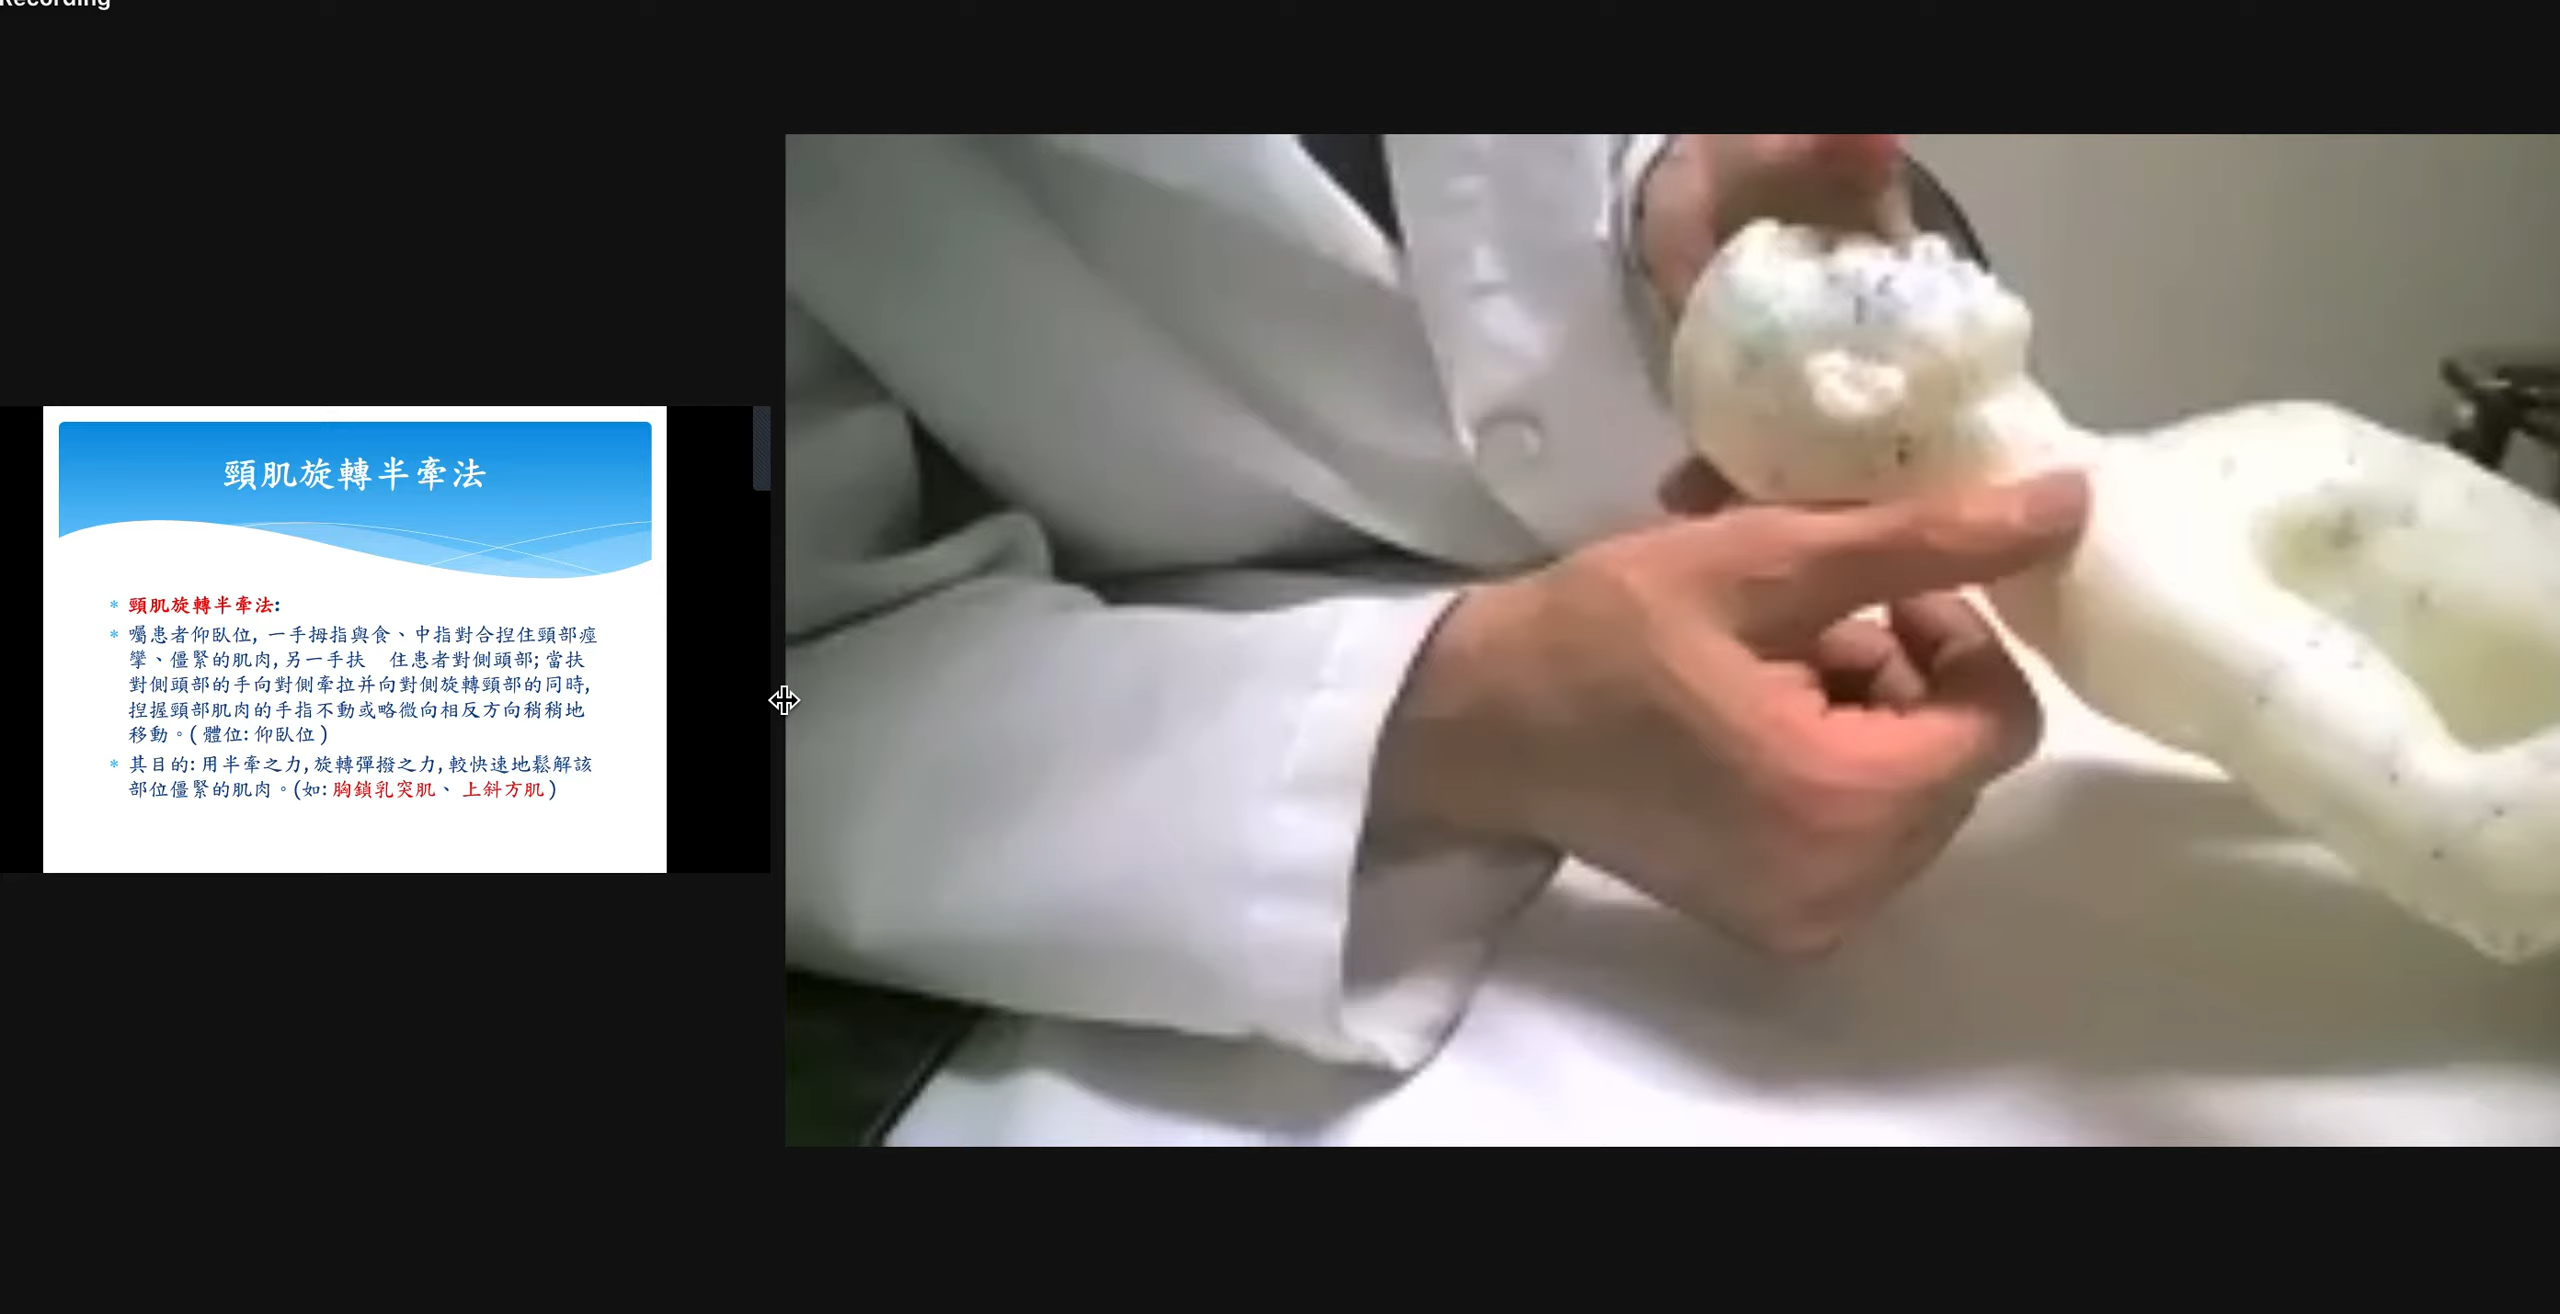 Recording
頸肌旋轉半牽法
* 頸肌旋轉半牽法:
* 囑患者仰臥位, 一手拇指與食、中指對合揑住頸部痙
攣、僵緊的肌肉, 另一手扶 住患者對側頭部; 當扶
對側頭部的手向對側牽拉并向對側旋轉頸部的同時,
揑握頸部肌肉的手指不動或略微向相反方向稍稍地
移動。( 體位: 仰臥位 )
* 其目的: 用半牽之力, 旋轉彈撥之力, 較快速地鬆解該
部位僵緊的肌肉。(如: 胸鎖乳突肌、 上斜方肌 )